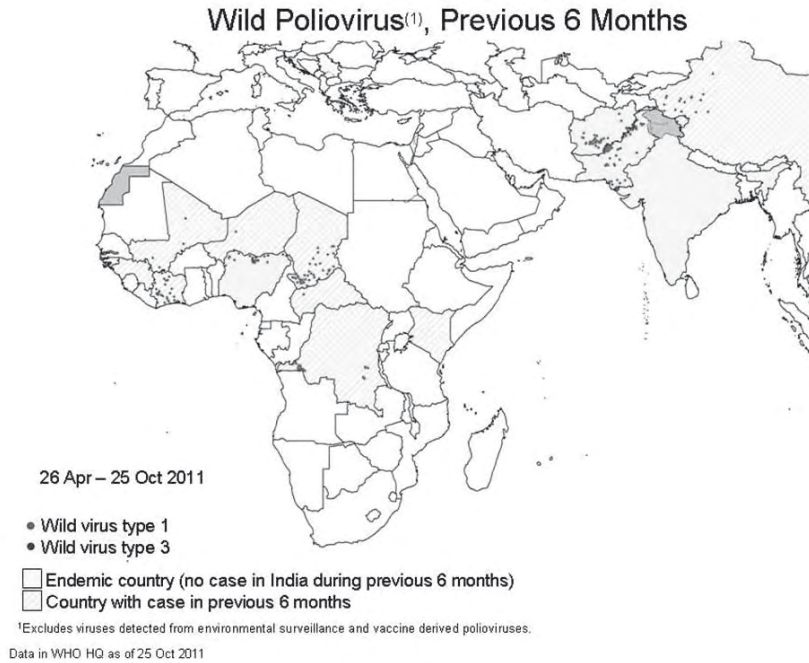 Wild Poliovirus(1), Previous 6 Months
26 Apr – 25 Oct 2011
Wild virus type 1
Wild virus type 3
Endemic country (no case in India during previous 6 months)
Country with case in previous 6 months
¹Excludes viruses detected from environmental surveillance and vaccine derived polioviruses.
Data in WHO HQ as of 25 Oct 2011